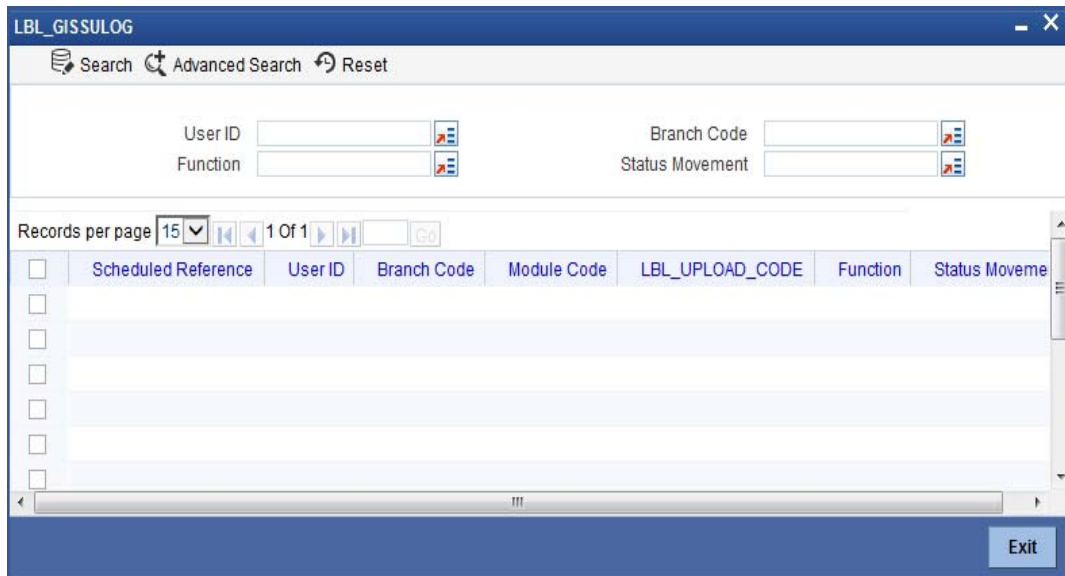 LBL_GISSULOG
Search Advanced Search Reset
User ID Branch Code
Function Status Movement
Records per page 15 1 Of 1 Go
Scheduled Reference User ID Branch Code Module Code LBL_UPLOAD_CODE Function Status Moveme
Exit